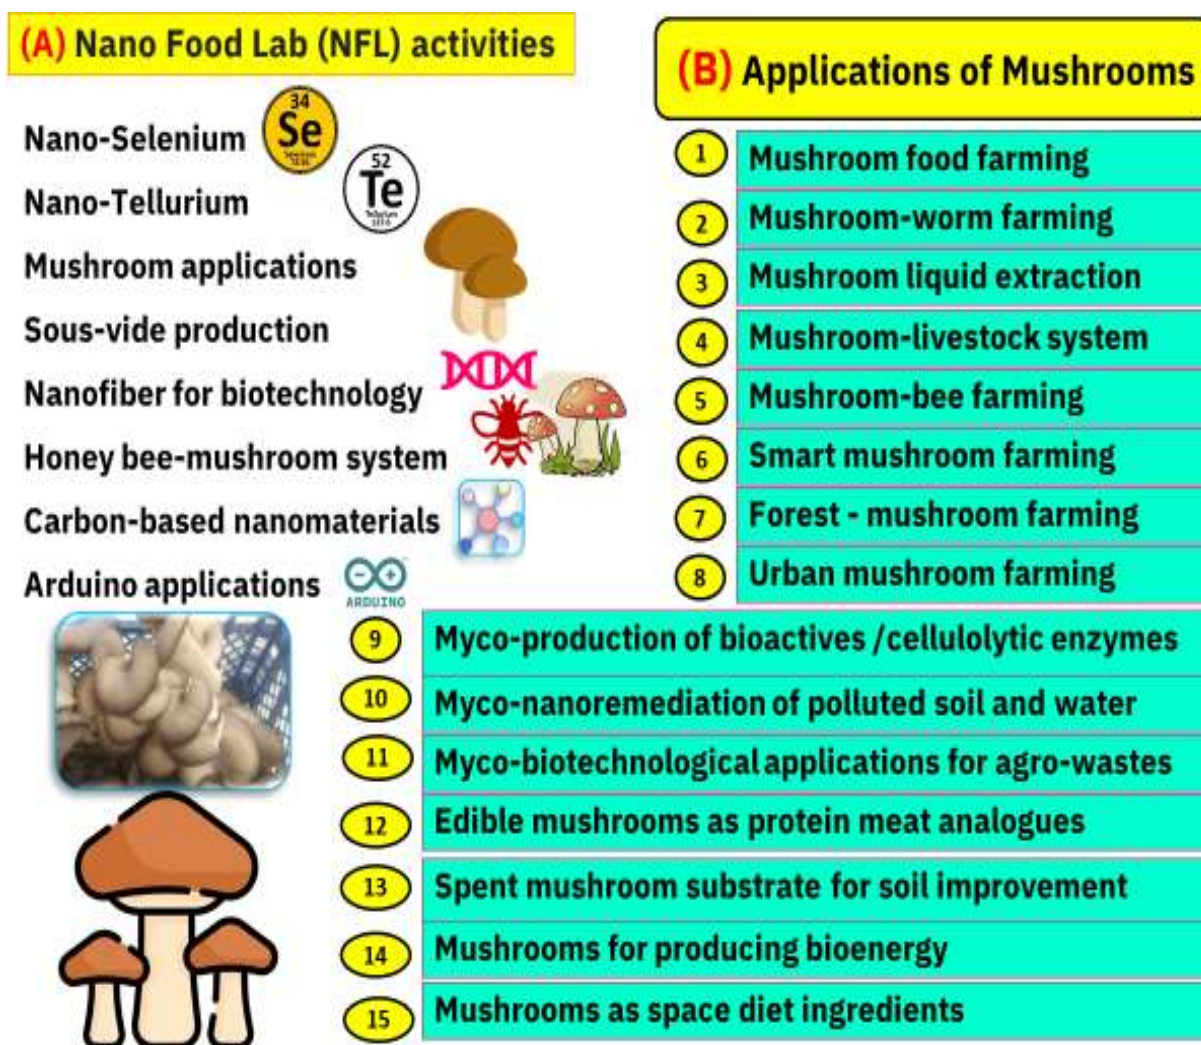 (A) Nano Food Lab (NFL) activities
Nano-Selenium
34
Se
Selenium
Nano-Tellurium
52
Te
Tellurium
Mushroom applications
Sous-vide production
Nanofiber for biotechnology
Honey bee-mushroom system
Carbon-based nanomaterials
Arduino applications
ARDUINO
(B) Applications of Mushrooms
1 Mushroom food farming
2 Mushroom-worm farming
3 Mushroom liquid extraction
4 Mushroom-livestock system
5 Mushroom-bee farming
6 Smart mushroom farming
7 Forest - mushroom farming
8 Urban mushroom farming
9 Myco-production of bioactives /cellulolytic enzymes
10 Myco-nanoremediation of polluted soil and water
11 Myco-biotechnological applications for agro-wastes
12 Edible mushrooms as protein meat analogues
13 Spent mushroom substrate for soil improvement
14 Mushrooms for producing bioenergy
15 Mushrooms as space diet ingredients